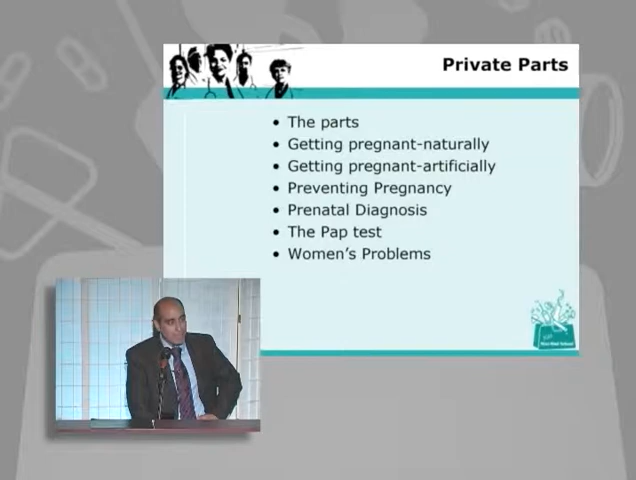 Private Parts
• The parts
• Getting pregnant-naturally
• Getting pregnant-artificially
• Preventing Pregnancy
• Prenatal Diagnosis
• The Pap test
• Women's Problems